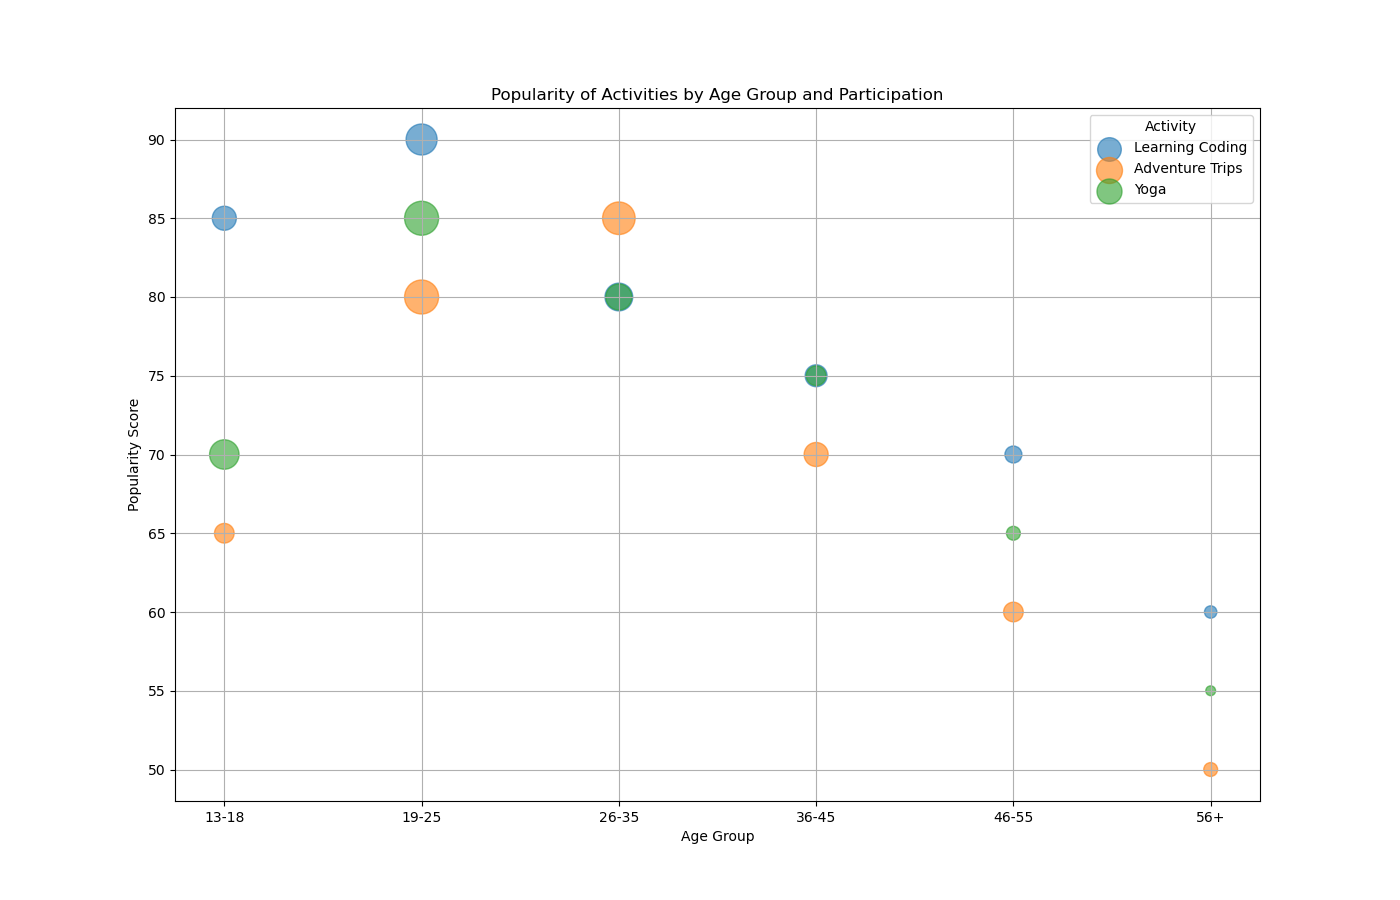 Popularity of Activities by Age Group and Participation
Activity
Learning Coding
Adventure Trips
Yoga
Popularity Score
90
85
80
75
70
65
60
55
50
13-18
19-25
26-35
36-45
46-55
56+
Age Group